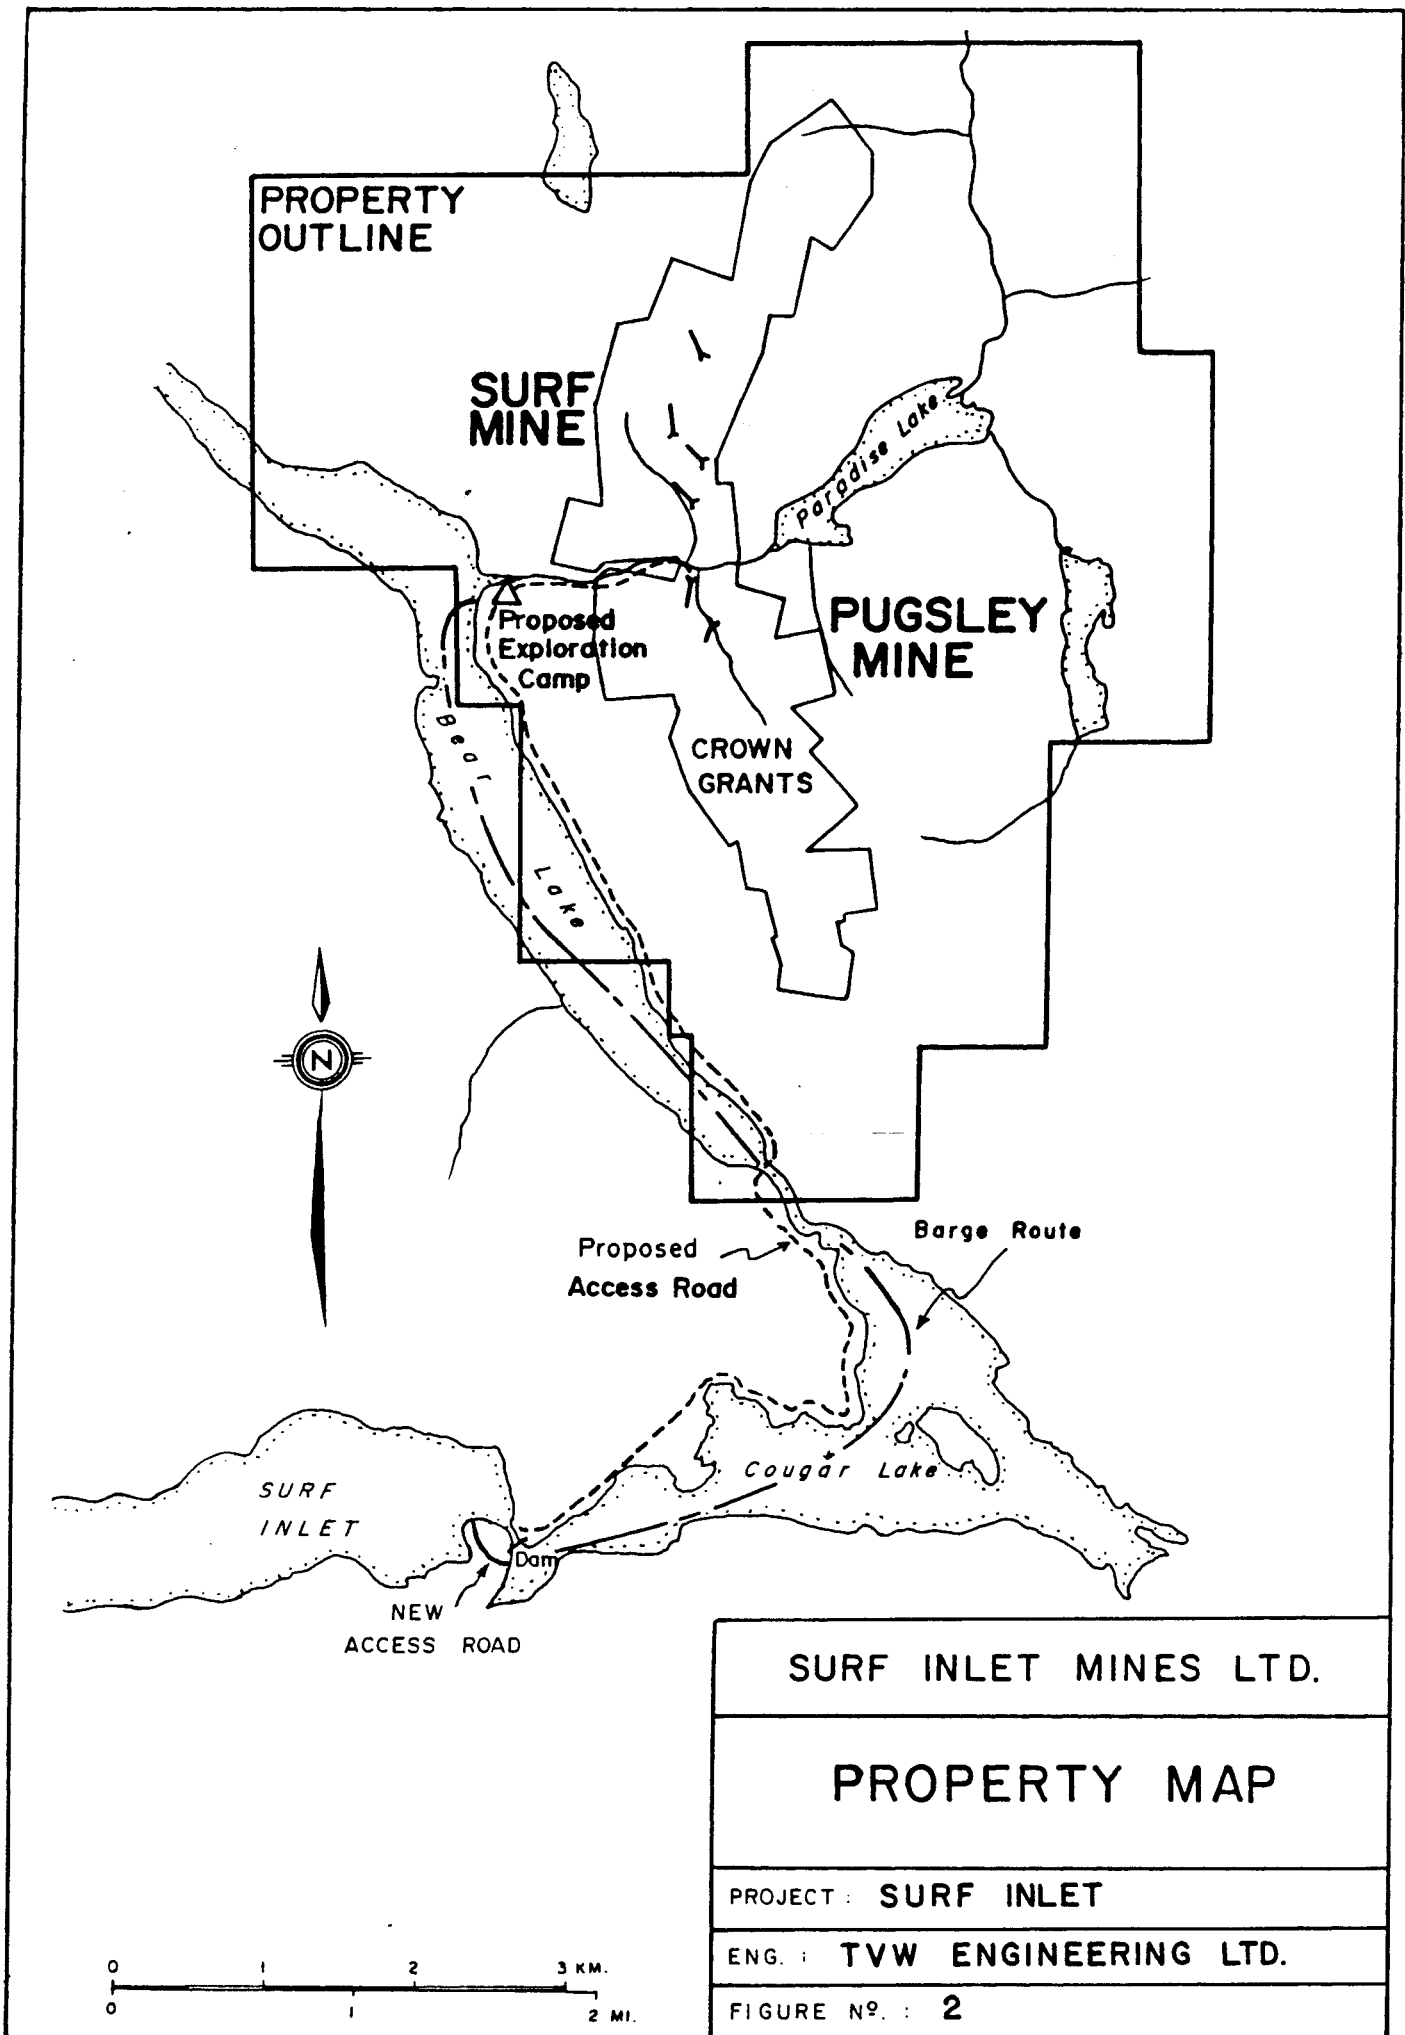 PROPERTY
OUTLINE
SURF
MINE
Paradise Lake
Proposed
Exploration
Camp
PUGSLEY
MINE
Bear
Lake
CROWN
GRANTS
N
Proposed
Access Road
Barge Route
SURF
INLET
Cougar Lake
Dam
NEW
ACCESS ROAD
SURF INLET MINES LTD.
PROPERTY MAP
PROJECT : SURF INLET
ENG. : TVW ENGINEERING LTD.
FIGURE Nº. : 2
0 1 2 3 KM.
0 1 2 MI.